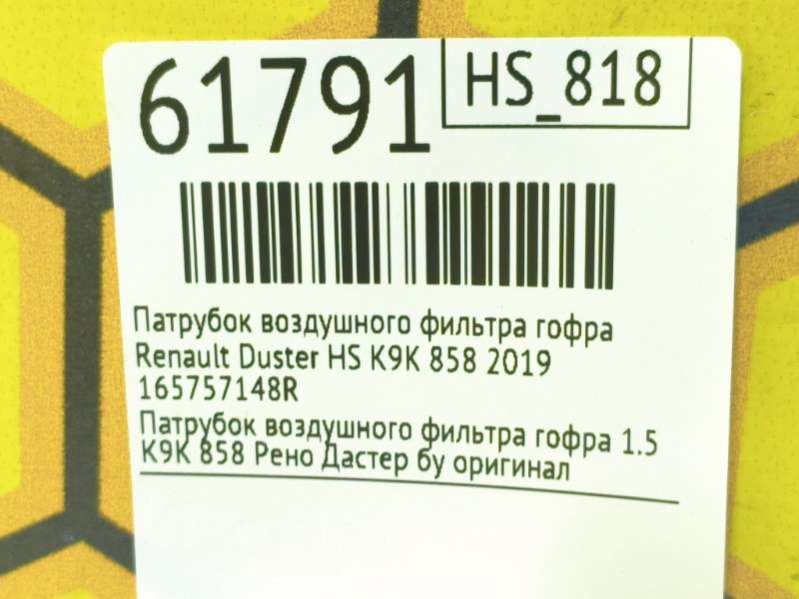 61791
HS_818
Патрубок воздушного фильтра гофра
Renault Duster HS K9K 858 2019
165757148R
Патрубок воздушного фильтра гофра 1.5
K9K 858 Рено Дастер бу оригинал